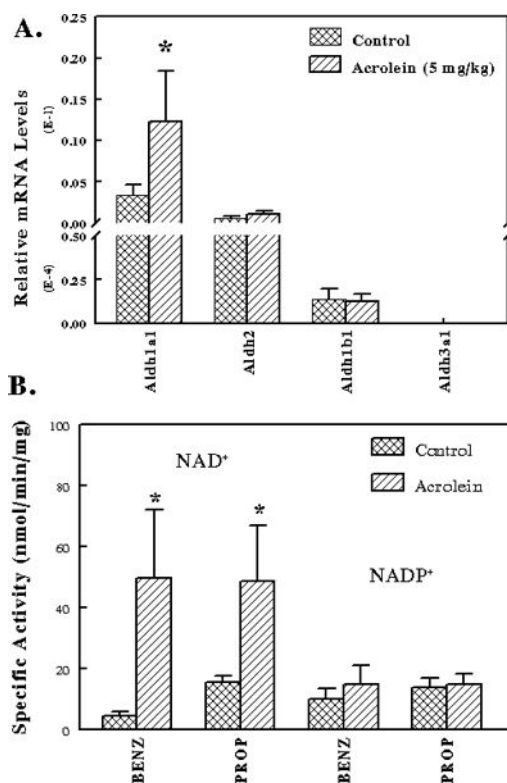 A.
*
Control
Acrolein (5 mg/kg)
Relative mRNA Levels
(E-1)
(E-4)
0.25
0.20
0.15
0.10
0.05
0.00
0.50
0.25
0.00
Aldh1a1
Aldh2
Aldh1b1
Aldh3a1
B.
Specific Activity (nmol/min/mg)
100
80
60
40
20
0
NAD⁺
Control
Acrolein
*
*
NADP⁺
BENZ
PROP
BENZ
PROP